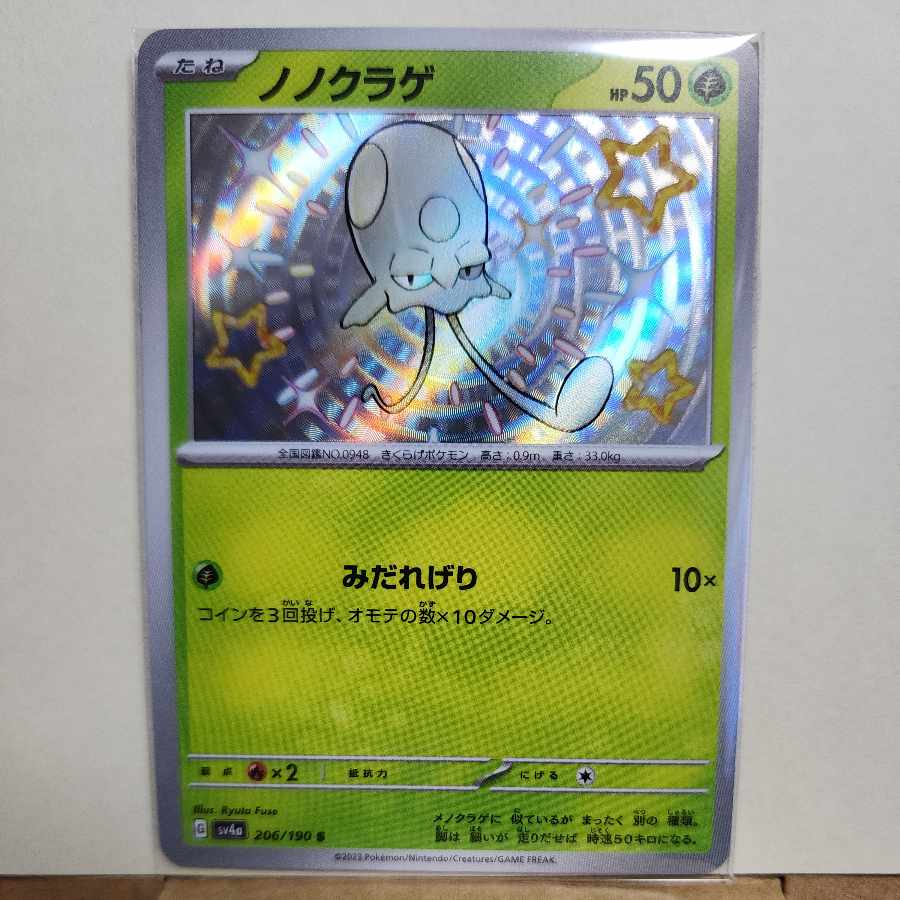 たね ノノクラゲ HP 50
全国図鑑NO.0948 きくらげポケモン 高さ:0.9m 重さ:33.0kg
みだれげり 10×
コインを3回投げ、オモテの数×10ダメージ。
弱点 ×2 抵抗力 にげる
Illus. Ryuta Fuse
G sv4a 206/190 S
メノクラゲに 似ているが まったく 別の 種類。
脚は 細いが 走りだせば 時速50キロになる。
©2023 Pokémon/Nintendo/Creatures/GAME FREAK.